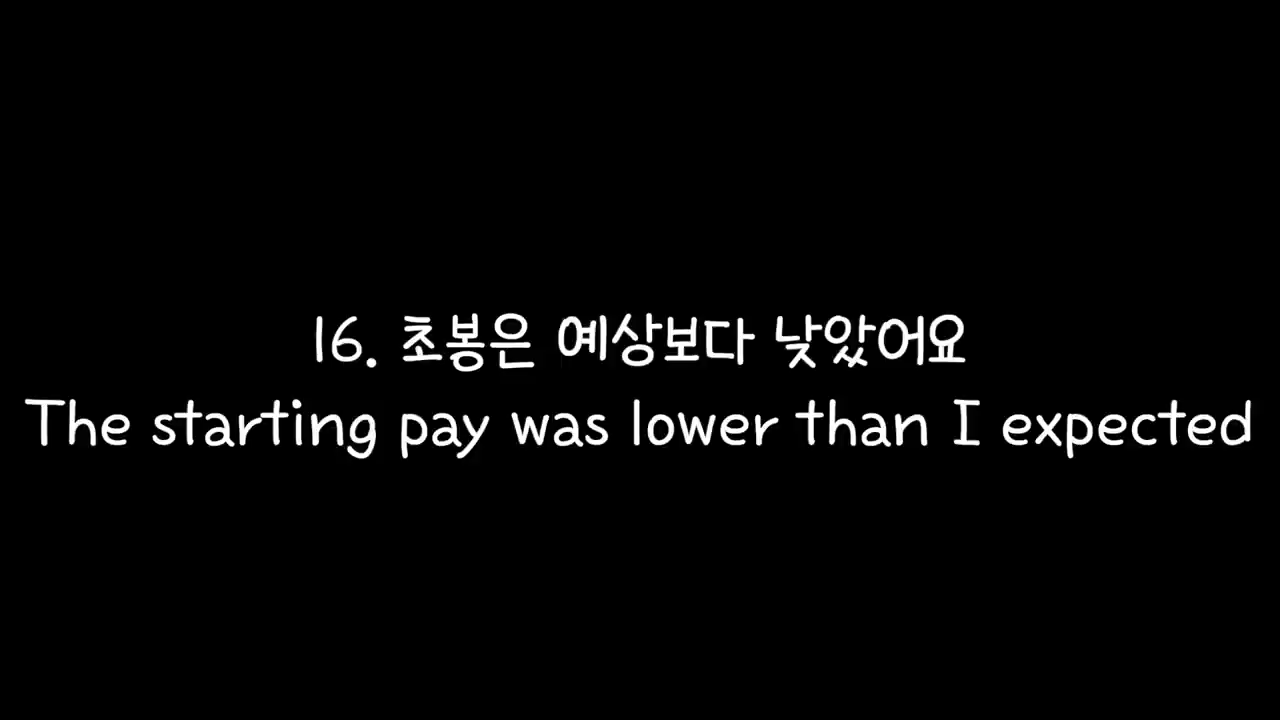 16. 초봉은 예상보다 낮았어요
The starting pay was lower than I expected